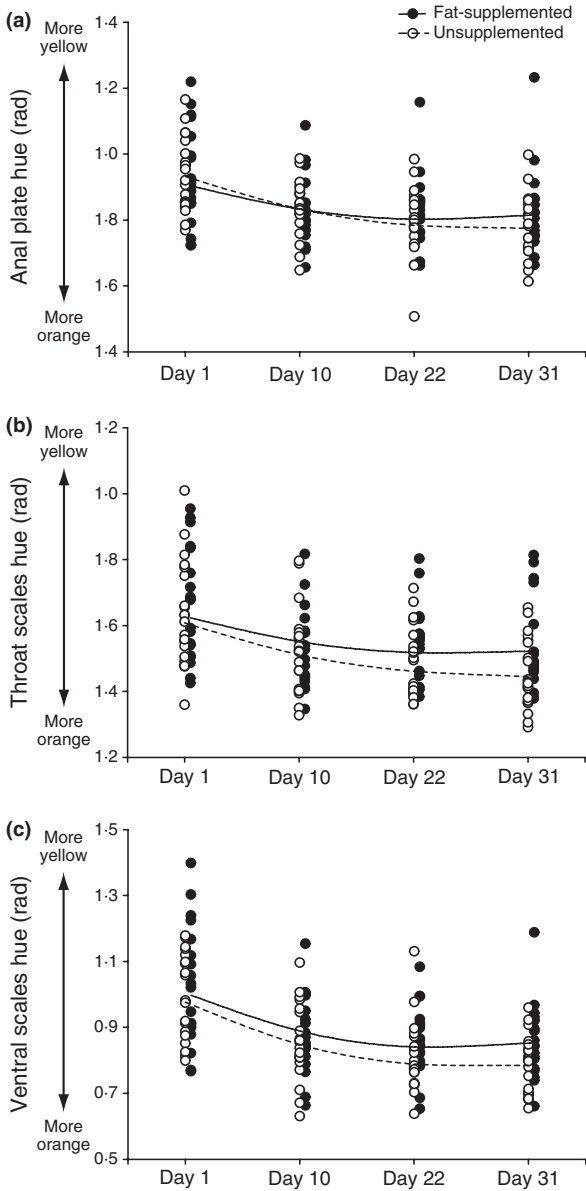 (a)
More
yellow
Anal plate hue (rad)
More
orange
Fat-supplemented
Unsupplemented
1·4
1·2
1·0
1·8
1·6
1·4
Day 1 Day 10 Day 22 Day 31
(b)
More
yellow
Throat scales hue (rad)
More
orange
1·2
1·0
1·8
1·6
1·4
1·2
Day 1 Day 10 Day 22 Day 31
(c)
More
yellow
Ventral scales hue (rad)
More
orange
1·5
1·3
1·1
0·9
0·7
0·5
Day 1 Day 10 Day 22 Day 31